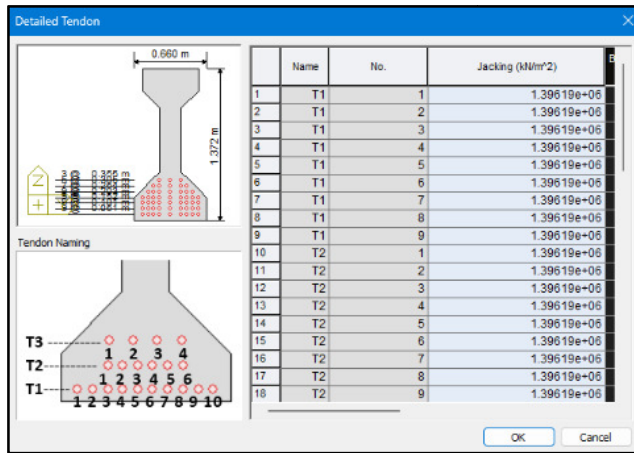 Detailed Tendon
0.660 m
1.372 m
Z
Tendon Naming
T3
1 2 3 4
T2
1 2 3 4 5 6
T1
1 2 3 4 5 6 7 8 9 10
Name No. Jacking (kN/m^2)
1 T1 1 1.39619e+06
2 T1 2 1.39619e+06
3 T1 3 1.39619e+06
4 T1 4 1.39619e+06
5 T1 5 1.39619e+06
6 T1 6 1.39619e+06
7 T1 7 1.39619e+06
8 T1 8 1.39619e+06
9 T1 9 1.39619e+06
10 T2 1 1.39619e+06
11 T2 2 1.39619e+06
12 T2 3 1.39619e+06
13 T2 4 1.39619e+06
14 T2 5 1.39619e+06
15 T2 6 1.39619e+06
16 T2 7 1.39619e+06
17 T2 8 1.39619e+06
18 T2 9 1.39619e+06
OK Cancel